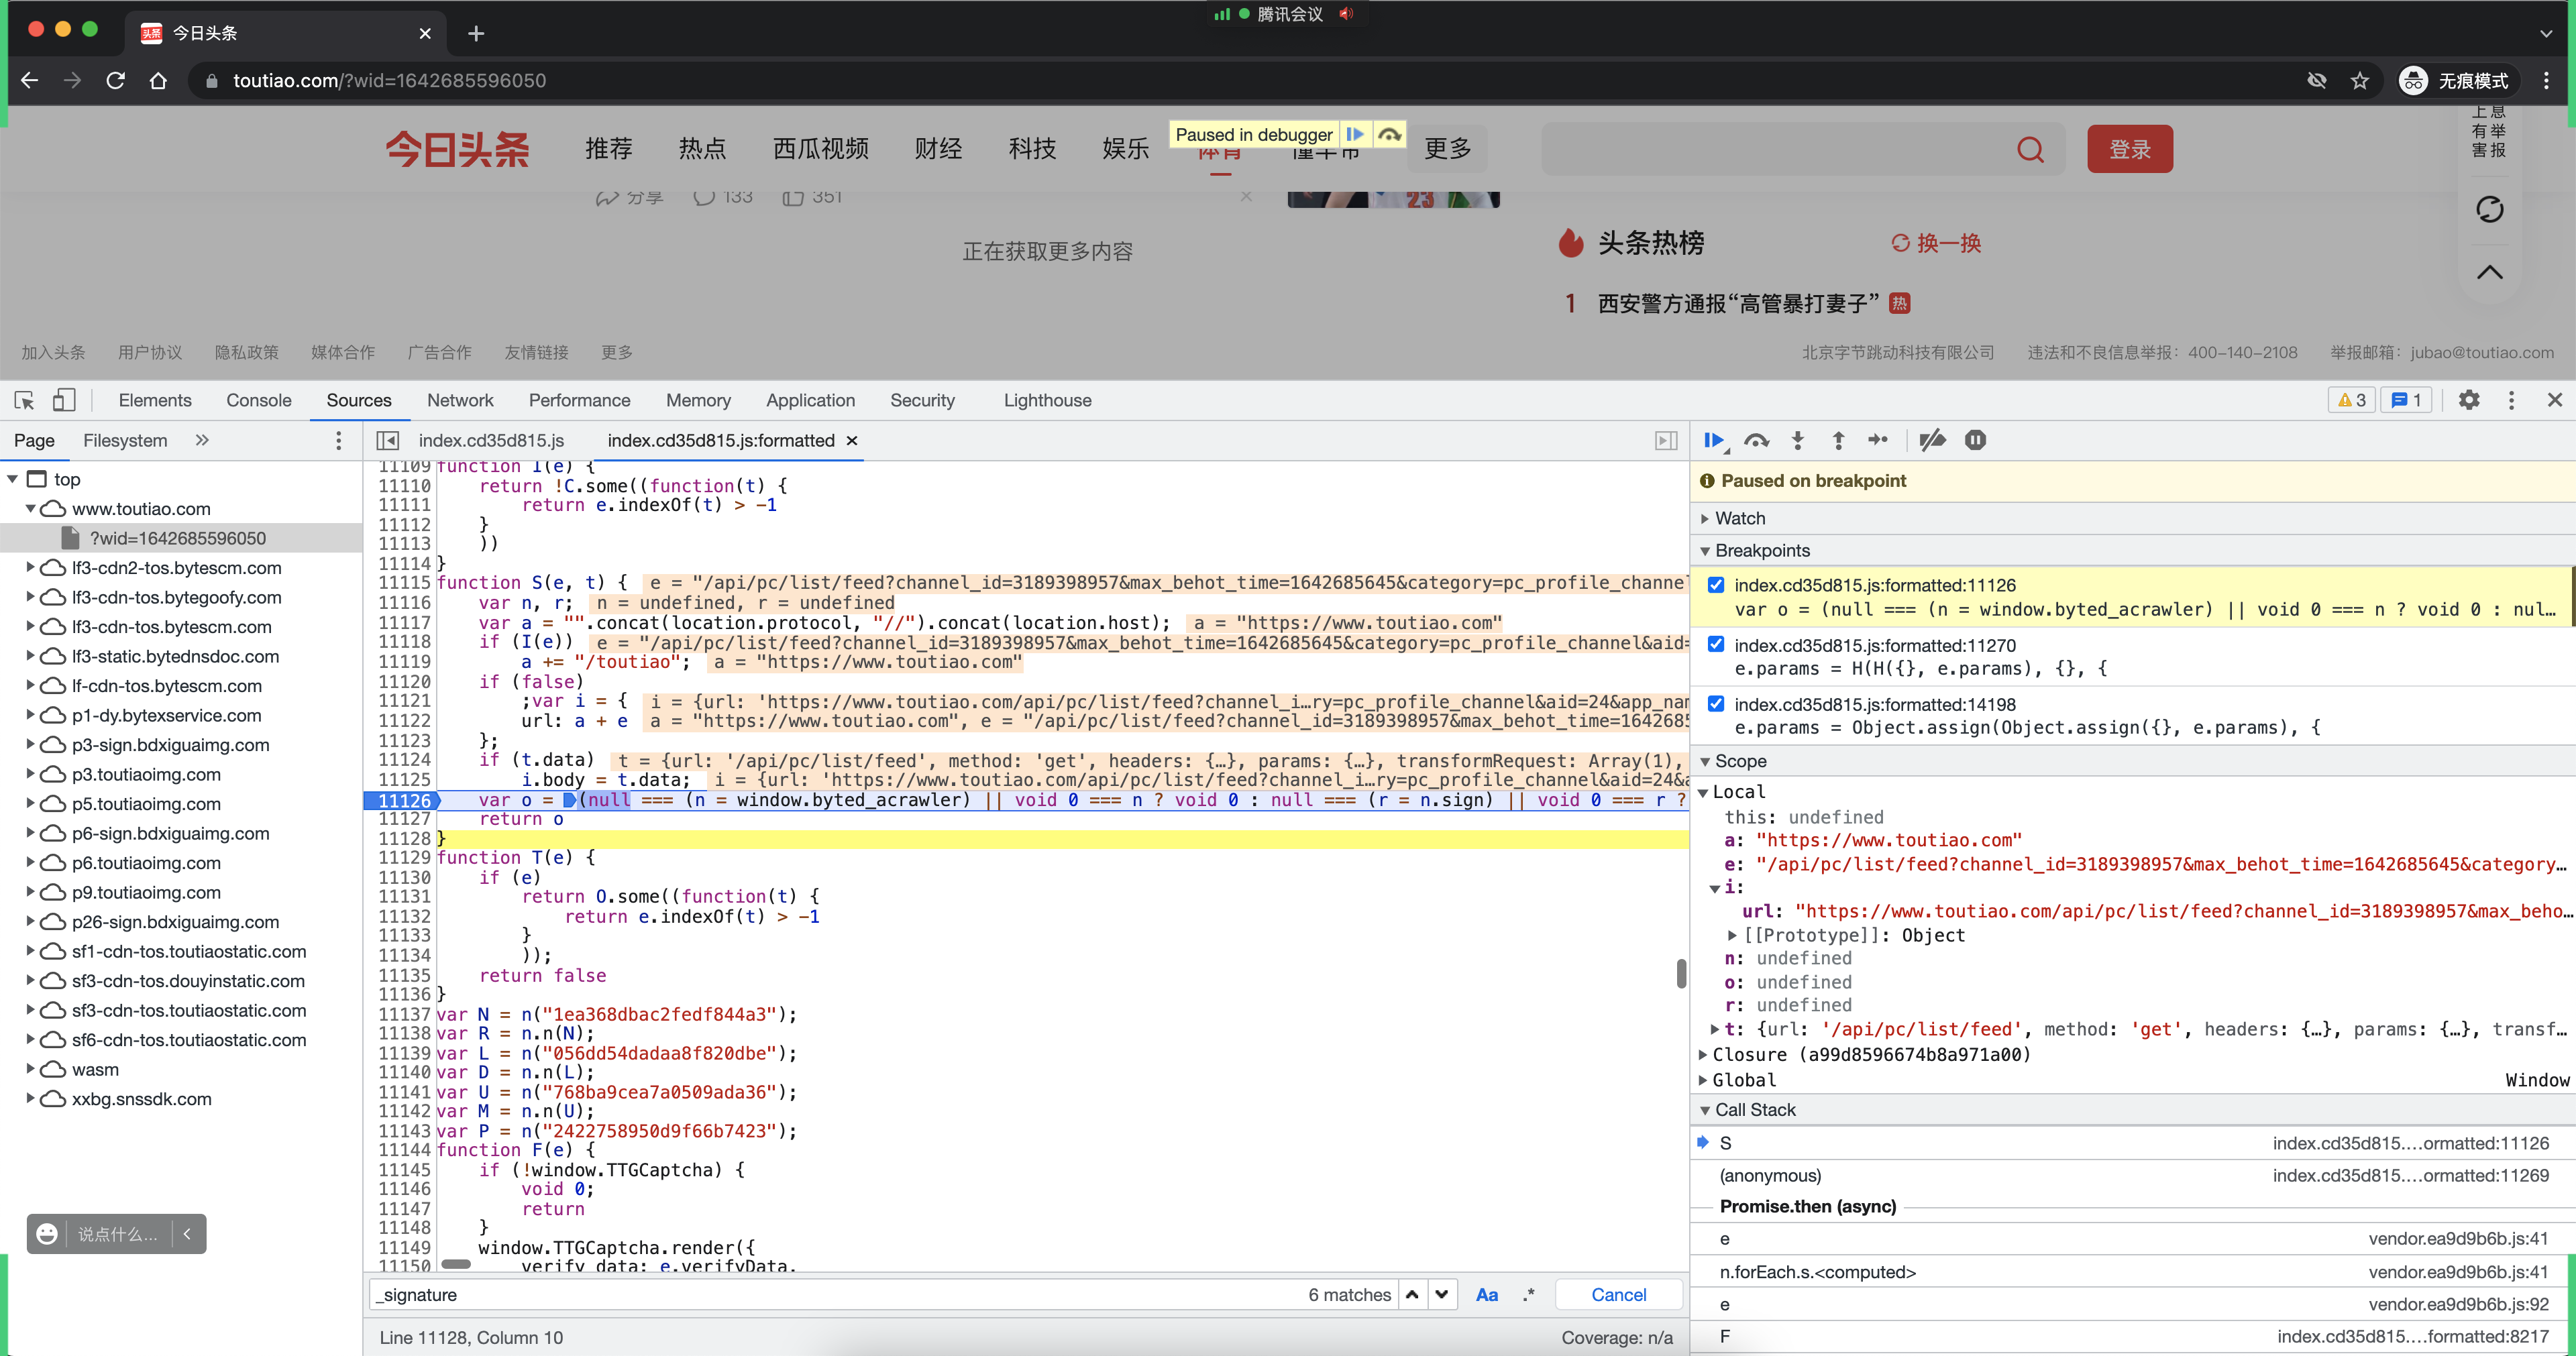 腾讯会议
今日头条
toutiao.com/?wid=1642685596050
无痕模式
今日头条
推荐
热点
西瓜视频
财经
科技
娱乐
Paused in debugger
更多
登录
上有害
息举报
分享
133
351
正在获取更多内容
头条热榜
换一换
1 西安警方通报“高管暴打妻子” 热
加入头条 用户协议 隐私政策 媒体合作 广告合作 友情链接 更多
北京字节跳动科技有限公司 违法和不良信息举报：400-140-2108 举报邮箱：jubao@toutiao.com
Elements Console Sources Network Performance Memory Application Security Lighthouse
3
1
Page Filesystem
index.cd35d815.js
index.cd35d815.js:formatted
top
www.toutiao.com
?wid=1642685596050
lf3-cdn2-tos.bytescm.com
lf3-cdn-tos.bytegoofy.com
lf3-cdn-tos.bytescm.com
lf3-static.bytednsdoc.com
lf-cdn-tos.bytescm.com
p1-dy.bytexservice.com
p3-sign.bdxiguaimg.com
p3.toutiaoimg.com
p5.toutiaoimg.com
p6-sign.bdxiguaimg.com
p6.toutiaoimg.com
p9.toutiaoimg.com
p26-sign.bdxiguaimg.com
sf1-cdn-tos.toutiaostatic.com
sf3-cdn-tos.douyinstatic.com
sf3-cdn-tos.toutiaostatic.com
sf6-cdn-tos.toutiaostatic.com
wasm
xxbg.snssdk.com
说点什么...
11109 function I(e) {
11110 return !C.some((function(t) {
11111 return e.indexOf(t) > -1
11112 }
11113 ))
11114 }
11115 function S(e, t) { e = "/api/pc/list/feed?channel_id=3189398957&max_behot_time=1642685645&category=pc_profile_channel
11116 var n, r; n = undefined, r = undefined
11117 var a = "".concat(location.protocol, "//").concat(location.host); a = "https://www.toutiao.com"
11118 if (I(e)) e = "/api/pc/list/feed?channel_id=3189398957&max_behot_time=1642685645&category=pc_profile_channel&aid=
11119 a += "/toutiao"; a = "https://www.toutiao.com"
11120 if (false)
11121 ;var i = { i = {url: 'https://www.toutiao.com/api/pc/list/feed?channel_i…ry=pc_profile_channel&aid=24&app_nam
11122 url: a + e a = "https://www.toutiao.com", e = "/api/pc/list/feed?channel_id=3189398957&max_behot_time=164268
11123 };
11124 if (t.data) t = {url: '/api/pc/list/feed', method: 'get', headers: {…}, params: {…}, transformRequest: Array(1),
11125 i.body = t.data; i = {url: 'https://www.toutiao.com/api/pc/list/feed?channel_i…ry=pc_profile_channel&aid=24&a
11126 var o = (null === (n = window.byted_acrawler) || void 0 === n ? void 0 : null === (r = n.sign) || void 0 === r ?
11127 return o
11128 }
11129 function T(e) {
11130 if (e)
11131 return O.some((function(t) {
11132 return e.indexOf(t) > -1
11133 }
11134 ));
11135 return false
11136 }
11137 var N = n("1ea368dbac2fedf844a3");
11138 var R = n.n(N);
11139 var L = n("056dd54dadaa8f820dbe");
11140 var D = n.n(L);
11141 var U = n("768ba9cea7a0509ada36");
11142 var M = n.n(U);
11143 var P = n("2422758950d9f66b7423");
11144 function F(e) {
11145 if (!window.TTGCaptcha) {
11146 void 0;
11147 return
11148 }
11149 window.TTGCaptcha.render({
11150 verify_data: e.verifyData,
_signature
6 matches
Aa .* Cancel
Line 11128, Column 10
Coverage: n/a
Paused on breakpoint
Watch
Breakpoints
index.cd35d815.js:formatted:11126
var o = (null === (n = window.byted_acrawler) || void 0 === n ? void 0 : nul…
index.cd35d815.js:formatted:11270
e.params = H(H({}, e.params), {}, {
index.cd35d815.js:formatted:14198
e.params = Object.assign(Object.assign({}, e.params), {
Scope
Local
this: undefined
a: "https://www.toutiao.com"
e: "/api/pc/list/feed?channel_id=3189398957&max_behot_time=1642685645&category…
i:
url: "https://www.toutiao.com/api/pc/list/feed?channel_id=3189398957&max_beho…
[[Prototype]]: Object
n: undefined
o: undefined
r: undefined
t: {url: '/api/pc/list/feed', method: 'get', headers: {…}, params: {…}, transf…
Closure (a99d8596674b8a971a00)
Global Window
Call Stack
S index.cd35d815.…ormatted:11126
(anonymous) index.cd35d815.…ormatted:11269
Promise.then (async)
e vendor.ea9d9b6b.js:41
n.forEach.s.<computed> vendor.ea9d9b6b.js:41
e vendor.ea9d9b6b.js:92
F index.cd35d815.…formatted:8217